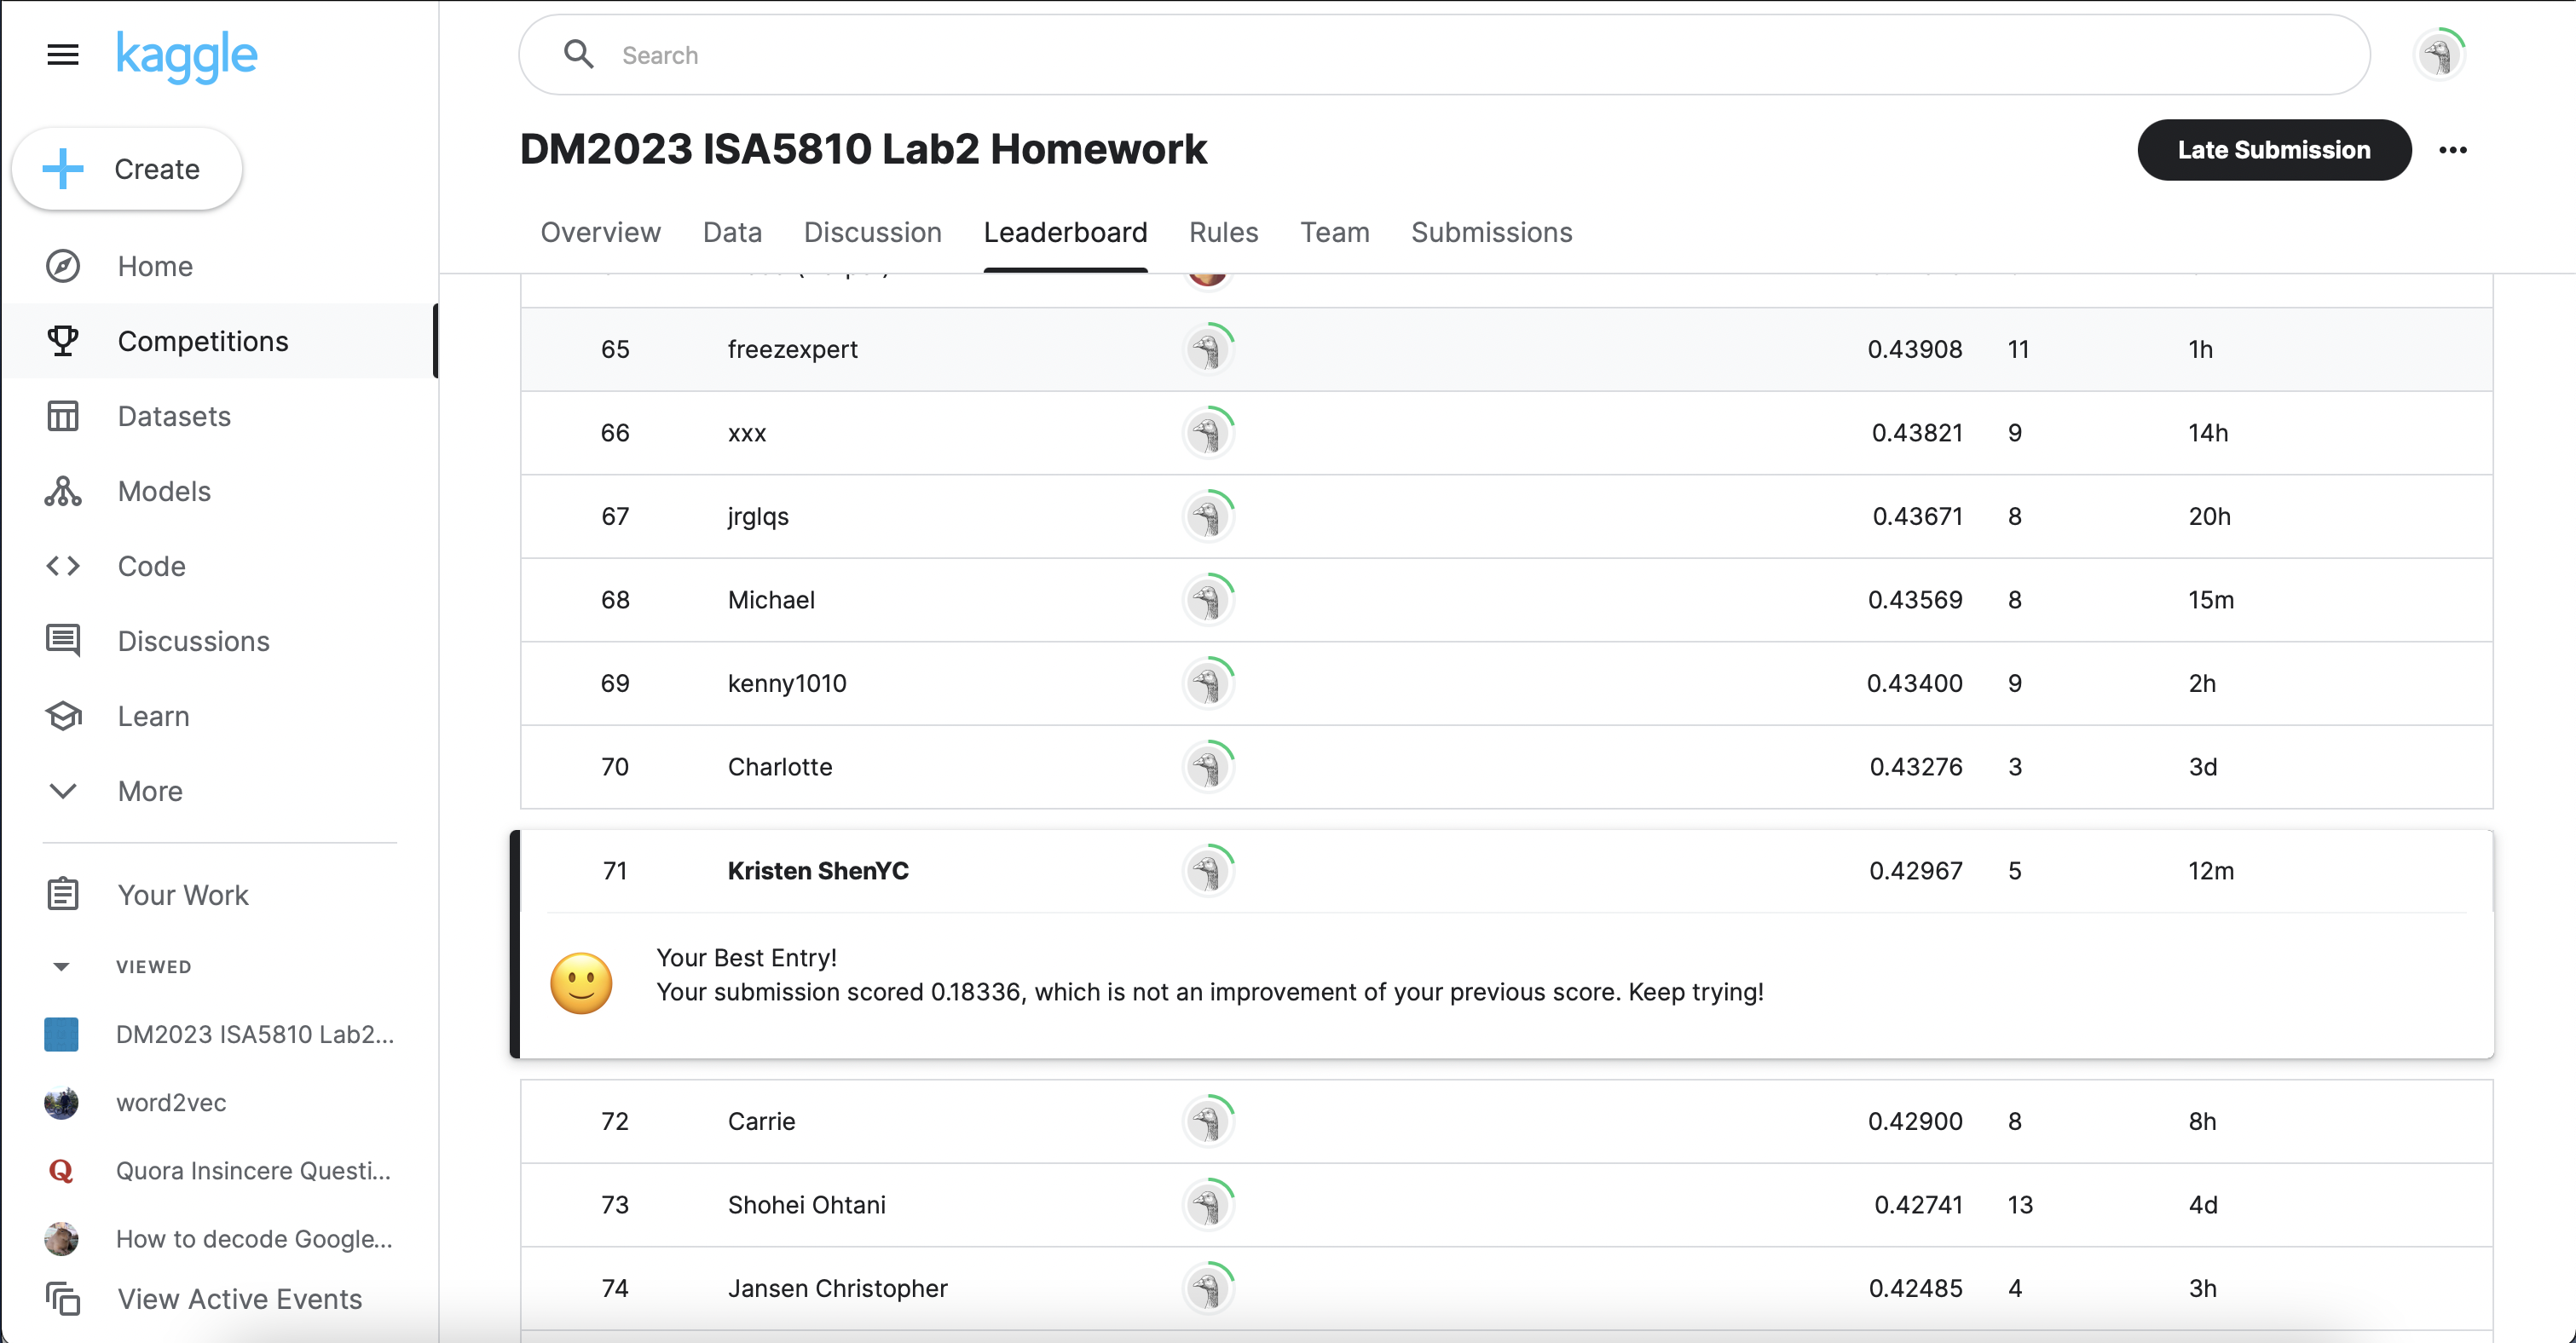 kaggle
Search
Create
Home
Competitions
Datasets
Models
Code
Discussions
Learn
More
Your Work
VIEWED
DM2023 ISA5810 Lab2...
word2vec
Q Quora Insincere Questi...
How to decode Google...
View Active Events
DM2023 ISA5810 Lab2 Homework
Late Submission
Overview Data Discussion Leaderboard Rules Team Submissions
65 freezexpert 0.43908 11 1h
66 xxx 0.43821 9 14h
67 jrglqs 0.43671 8 20h
68 Michael 0.43569 8 15m
69 kenny1010 0.43400 9 2h
70 Charlotte 0.43276 3 3d
71 Kristen ShenYC 0.42967 5 12m
Your Best Entry!
Your submission scored 0.18336, which is not an improvement of your previous score. Keep trying!
72 Carrie 0.42900 8 8h
73 Shohei Ohtani 0.42741 13 4d
74 Jansen Christopher 0.42485 4 3h